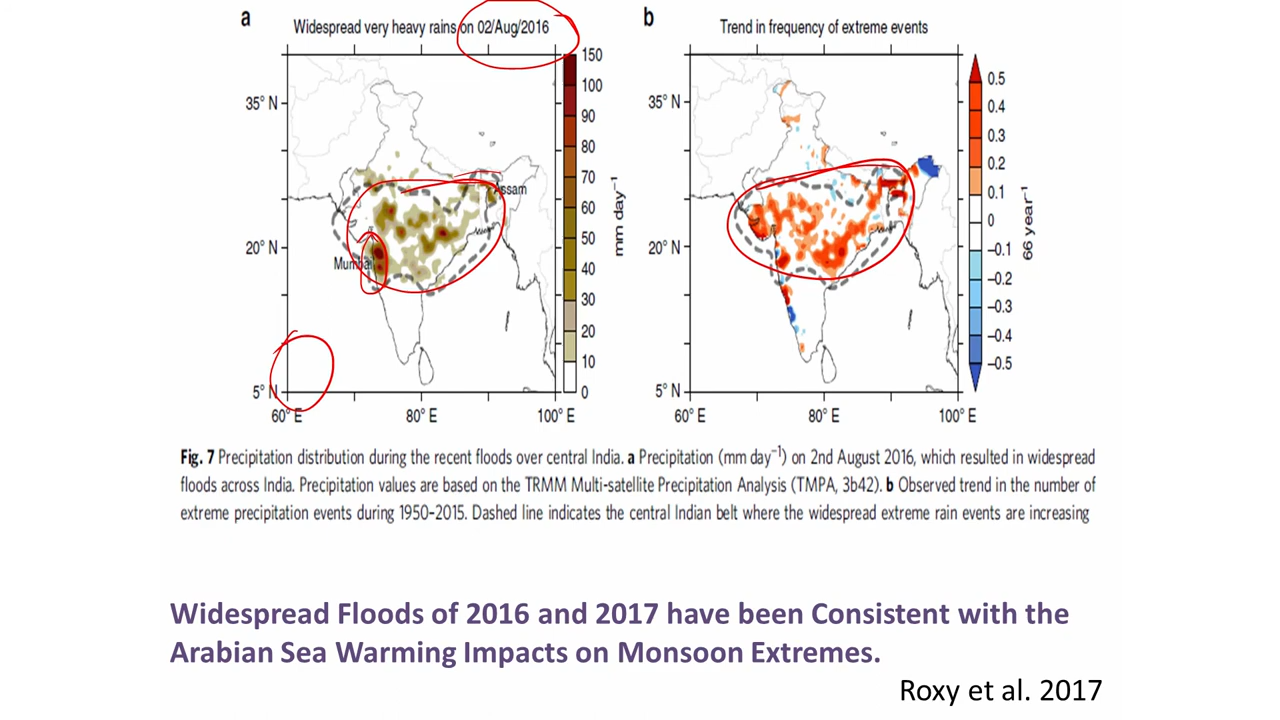 a
Widespread very heavy rains on 02/Aug/2016
35° N
20° N
5° N
60° E
80° E
100° E
Assam
Mumbai
150
100
90
80
70
60
50
40
30
20
10
0
mm day⁻¹
b
Trend in frequency of extreme events
35° N
20° N
5° N
60° E
80° E
100° E
0.5
0.4
0.3
0.2
0.1
0
−0.1
−0.2
−0.3
−0.4
−0.5
66 year⁻¹
Fig. 7 Precipitation distribution during the recent floods over central India. a Precipitation (mm day⁻¹) on 2nd August 2016, which resulted in widespread
floods across India. Precipitation values are based on the TRMM Multi-satellite Precipitation Analysis (TMPA, 3b42). b Observed trend in the number of
extreme precipitation events during 1950-2015. Dashed line indicates the central Indian belt where the widespread extreme rain events are increasing
Widespread Floods of 2016 and 2017 have been Consistent with the
Arabian Sea Warming Impacts on Monsoon Extremes.
Roxy et al. 2017